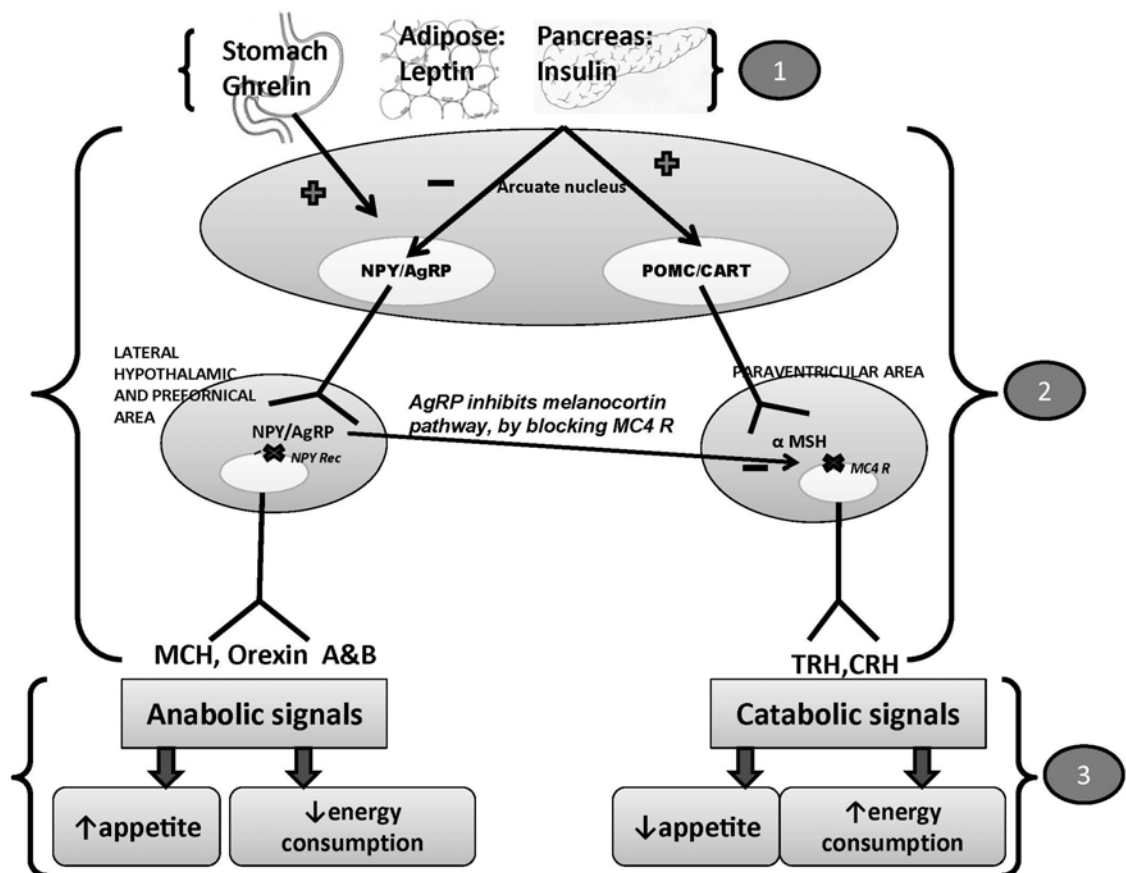 Stomach
Ghrelin
Adipose:
Leptin
Pancreas:
Insulin
1
Arcuate nucleus
NPY/AgRP
POMC/CART
LATERAL
HYPOTHALAMIC
AND PREFORNICAL
AREA
PARAVENTRICULAR AREA
2
AgRP inhibits melanocortin
pathway, by blocking MC4 R
NPY/AgRP
NPY Rec
α MSH
MC4 R
MCH, Orexin A&B
TRH,CRH
Anabolic signals
Catabolic signals
3
↑appetite
↓energy
consumption
↓appetite
↑energy
consumption